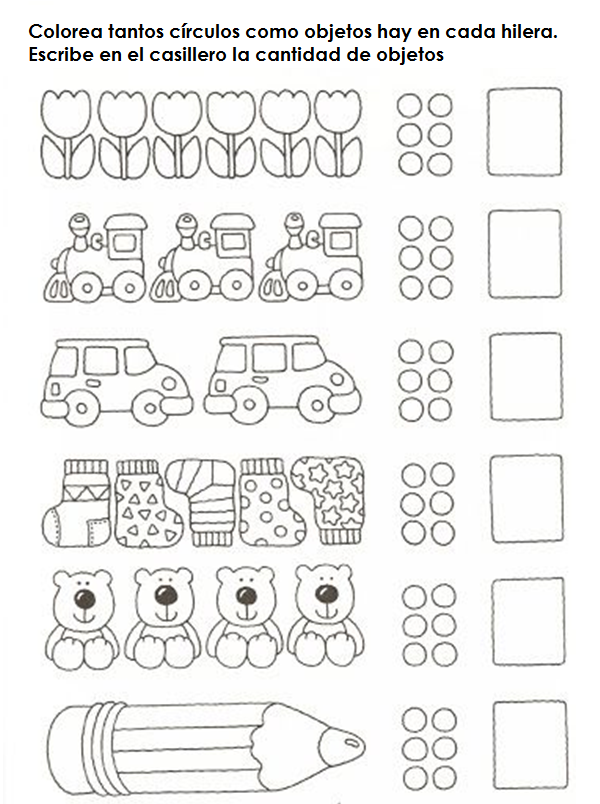 Colorea tantos círculos como objetos hay en cada hilera.
Escribe en el casillero la cantidad de objetos